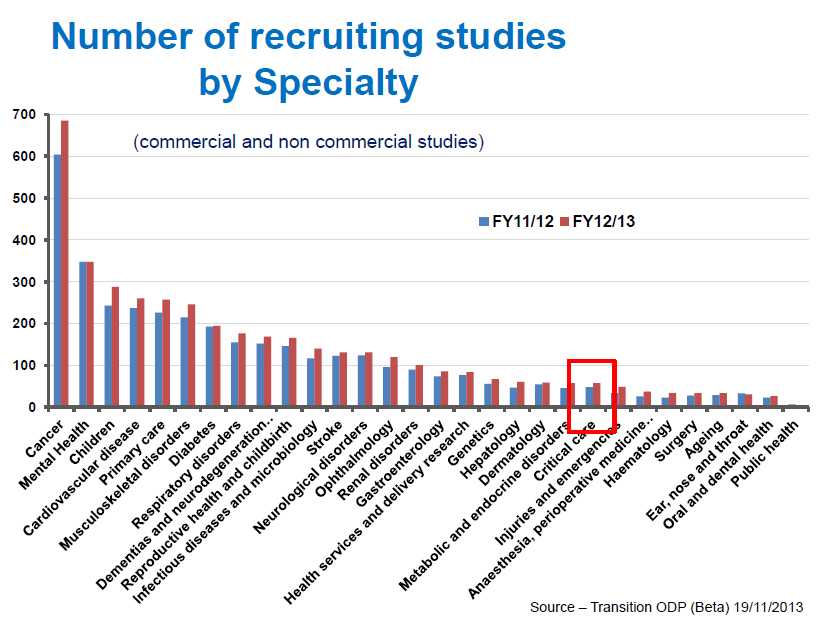 Number of recruiting studies
by Specialty
700
(commercial and non commercial studies)
600
500
FY11/12 FY12/13
400
300
200
100
0
Cancer
Mental Health
Children
Cardiovascular disease
Primary care
Musculoskeletal disorders
Diabetes
Respiratory disorders
Dementias and neurodegeneration..
Reproductive health and childbirth
Infectious diseases and microbiology
Stroke
Neurological disorders
Ophthalmology
Renal disorders
Gastroenterology
Health services and delivery research
Genetics
Hepatology
Dermatology
Metabolic and endocrine disorders
Critical care
Injuries and emergencies
Anaesthesia, perioperative medicine..
Haematology
Surgery
Ageing
Ear, nose and throat
Oral and dental health
Public health
Source – Transition ODP (Beta) 19/11/2013